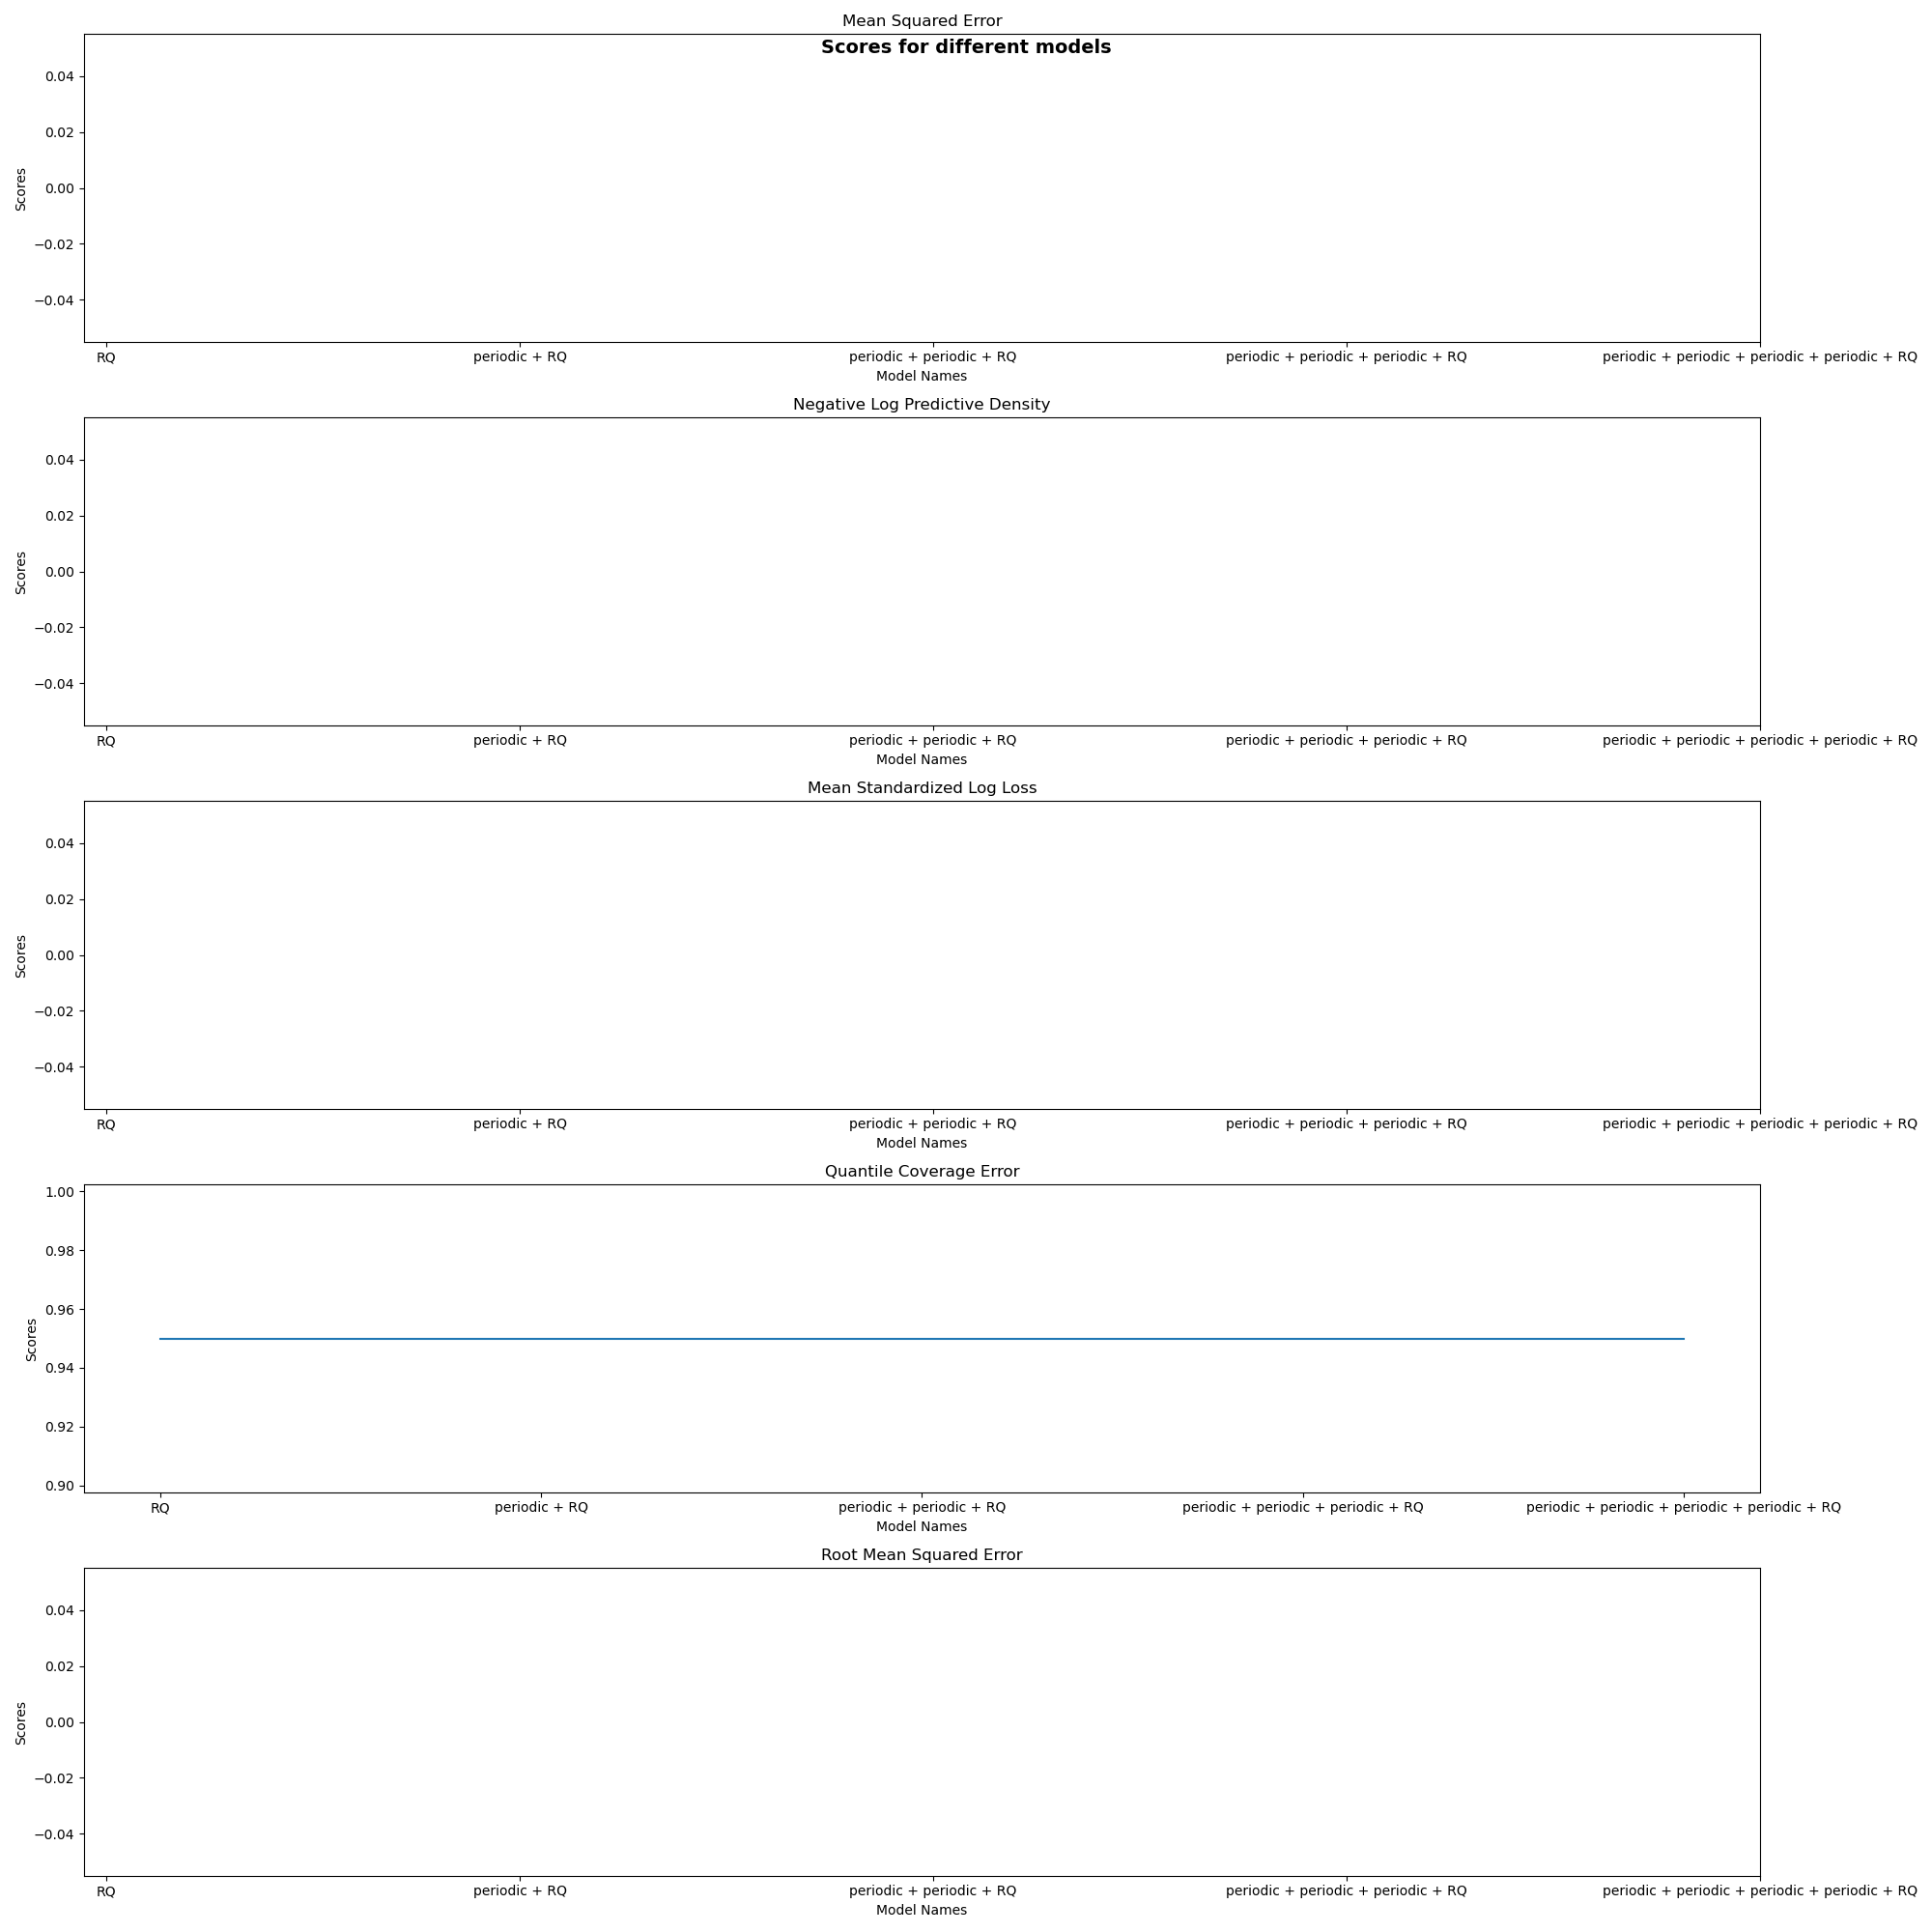 Mean Squared Error
Scores for different models
0.04
0.02
0.00
−0.02
−0.04
Scores
RQ periodic + RQ periodic + periodic + RQ periodic + periodic + periodic + RQ periodic + periodic + periodic + periodic + RQ
Model Names
Negative Log Predictive Density
0.04
0.02
0.00
−0.02
−0.04
Scores
RQ periodic + RQ periodic + periodic + RQ periodic + periodic + periodic + RQ periodic + periodic + periodic + periodic + RQ
Model Names
Mean Standardized Log Loss
0.04
0.02
0.00
−0.02
−0.04
Scores
RQ periodic + RQ periodic + periodic + RQ periodic + periodic + periodic + RQ periodic + periodic + periodic + periodic + RQ
Model Names
Quantile Coverage Error
1.00
0.98
0.96
0.94
0.92
0.90
Scores
RQ periodic + RQ periodic + periodic + RQ periodic + periodic + periodic + RQ periodic + periodic + periodic + periodic + RQ
Model Names
Root Mean Squared Error
0.04
0.02
0.00
−0.02
−0.04
Scores
RQ periodic + RQ periodic + periodic + RQ periodic + periodic + periodic + RQ periodic + periodic + periodic + periodic + RQ
Model Names